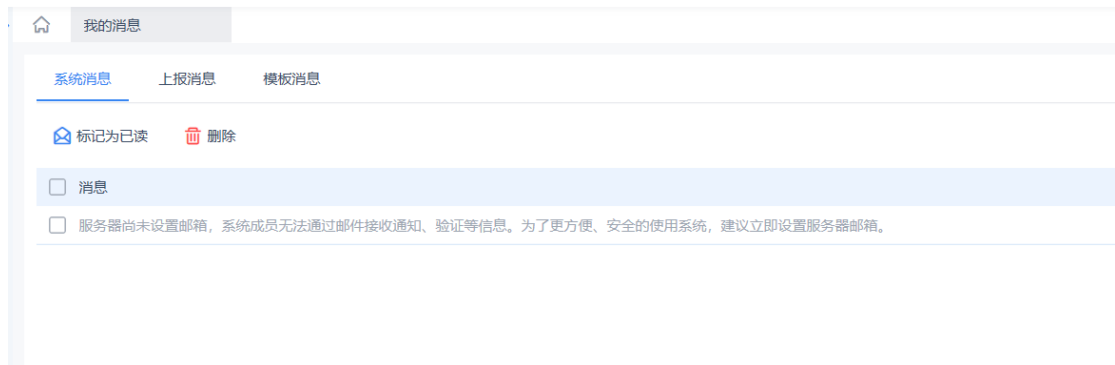 我的消息
系统消息 上报消息 模板消息
标记为已读 删除
消息
服务器尚未设置邮箱，系统成员无法通过邮件接收通知、验证等信息。为了更方便、安全的使用系统，建议立即设置服务器邮箱。